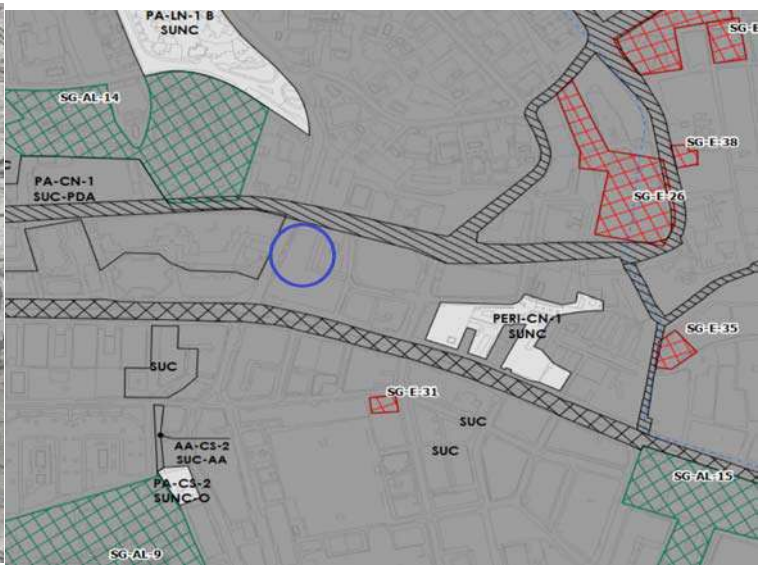 PA-LN-1 B
SUNC
SG-E
SG-AL-14
SG-E-38
PA-CN-1
SUC-PDA
SG-E-26
PERI-CN-1
SUNC
SG-E-35
SUC
SG-E-31
SUC
SUC
AA-CS-2
SUC-AA
PA-CS-2
SUNC-O
SG-AL-15
SG-AL-9